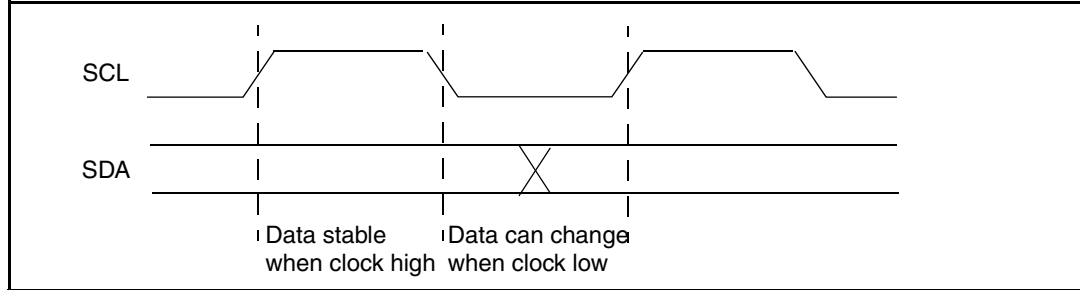 SCL
SDA
Data stable
when clock high
Data can change
when clock low